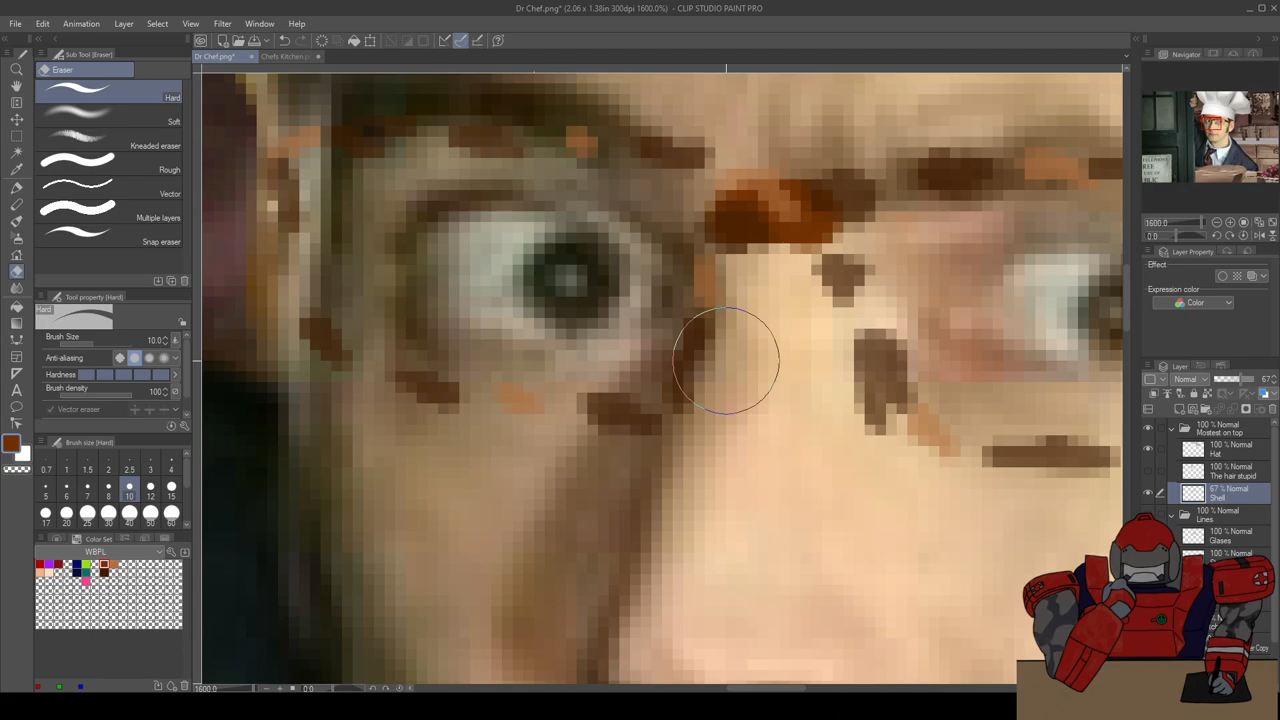 Dr Chef.png* (2.06 x 1.38in 300dpi 1600.0%) - CLIP STUDIO PAINT PRO
File Edit Animation Layer Select View Filter Window Help
Sub Tool [Eraser]
Dr Chef.png* Chefs Kitchen.p
Navigator
Eraser
Hard
Soft
Kneaded eraser
Rough
Vector
Multiple layers
Snap eraser
TELEPHONE
PUBLIC
1600.0
0.0
Layer Property
Effect
Expression color
Color
Tool property [Hard]
Hard
Brush Size 10.0
Anti-aliasing
Hardness
Brush density 100
Vector eraser
Layer
Normal 67
100 % Normal
Mostest on top
100 % Normal
Hat
100 % Normal
The hair stupid
67 % Normal
Shell
100 % Normal
Lines
100 % Normal
Glases
Brush size [Hard]
0.7 1 1.5 2 2.5 3 4
5 6 7 8 10 12 15
17 20 25 30 40 50 60
Color Set
WBPL
1600.0 0.0
Copy